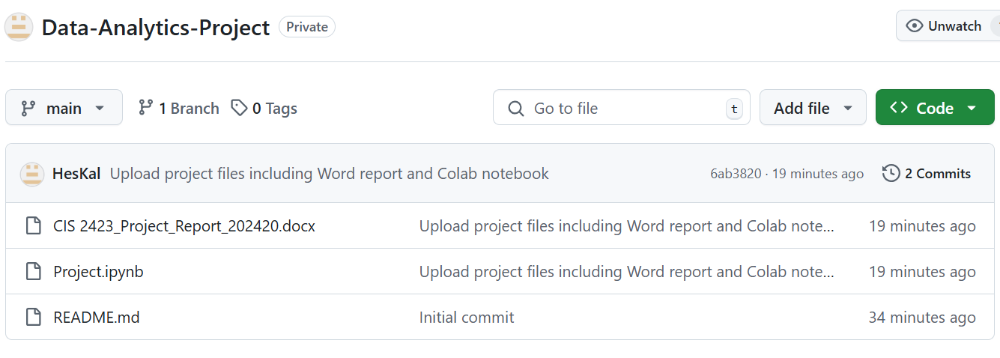 Data-Analytics-Project Private Unwatch
main 1 Branch 0 Tags Go to file t Add file Code
HesKal Upload project files including Word report and Colab notebook 6ab3820 · 19 minutes ago 2 Commits
CIS 2423_Project_Report_202420.docx Upload project files including Word report and Colab note... 19 minutes ago
Project.ipynb Upload project files including Word report and Colab note... 19 minutes ago
README.md Initial commit 34 minutes ago